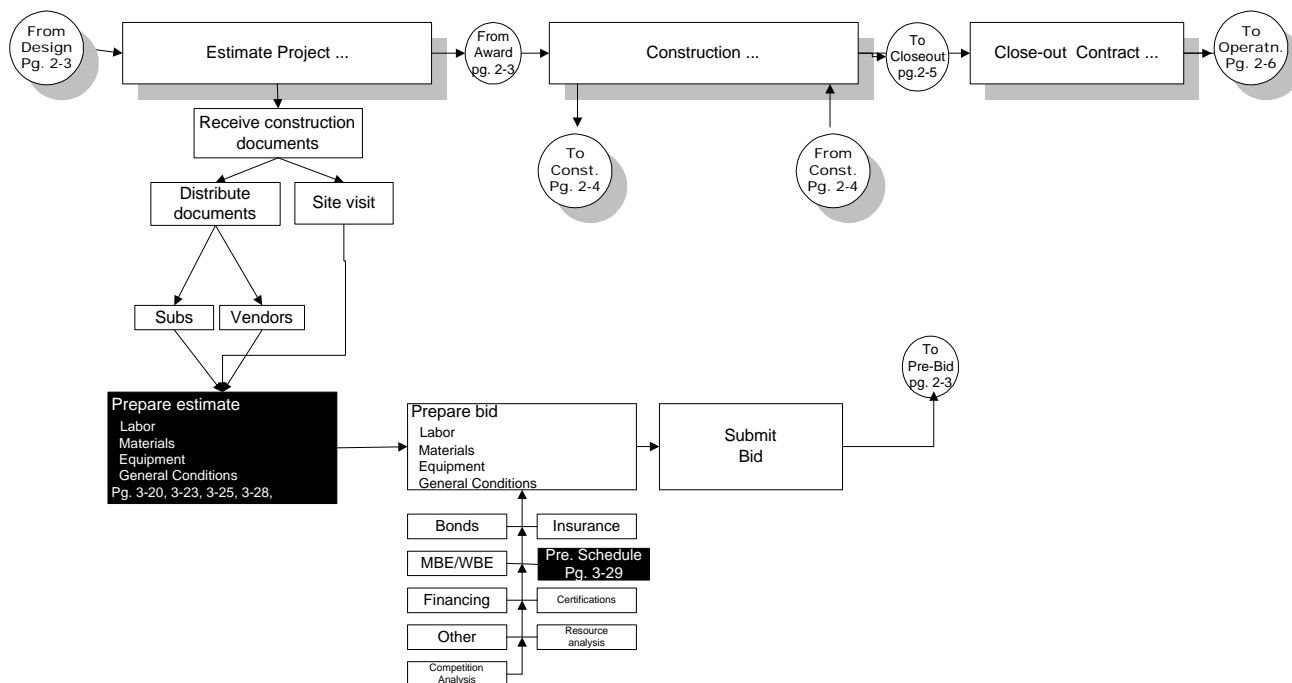 From
Design
Pg. 2-3
Estimate Project ...
From
Award
pg. 2-3
Construction ...
To
Closeout
pg.2-5
Close-out Contract ...
To
Operatn.
Pg. 2-6
Receive construction
documents
To
Const.
Pg. 2-4
From
Const.
Pg. 2-4
Distribute
documents
Site visit
Subs
Vendors
To
Pre-Bid
pg. 2-3
Prepare estimate
Labor
Materials
Equipment
General Conditions
Pg. 3-20, 3-23, 3-25, 3-28,
Prepare bid
Labor
Materials
Equipment
General Conditions
Submit
Bid
Bonds
Insurance
MBE/WBE
Pre. Schedule
Pg. 3-29
Financing
Certifications
Other
Resource
analysis
Competition
Analysis